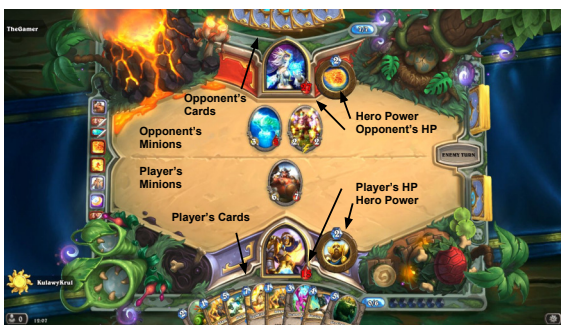 TheGamer
Opponent's
Cards
Hero Power
Opponent's HP
Opponent's
Minions
Player's
Minions
ENEMY TURN
Player's HP
Hero Power
Player's Cards
KulawyKrul